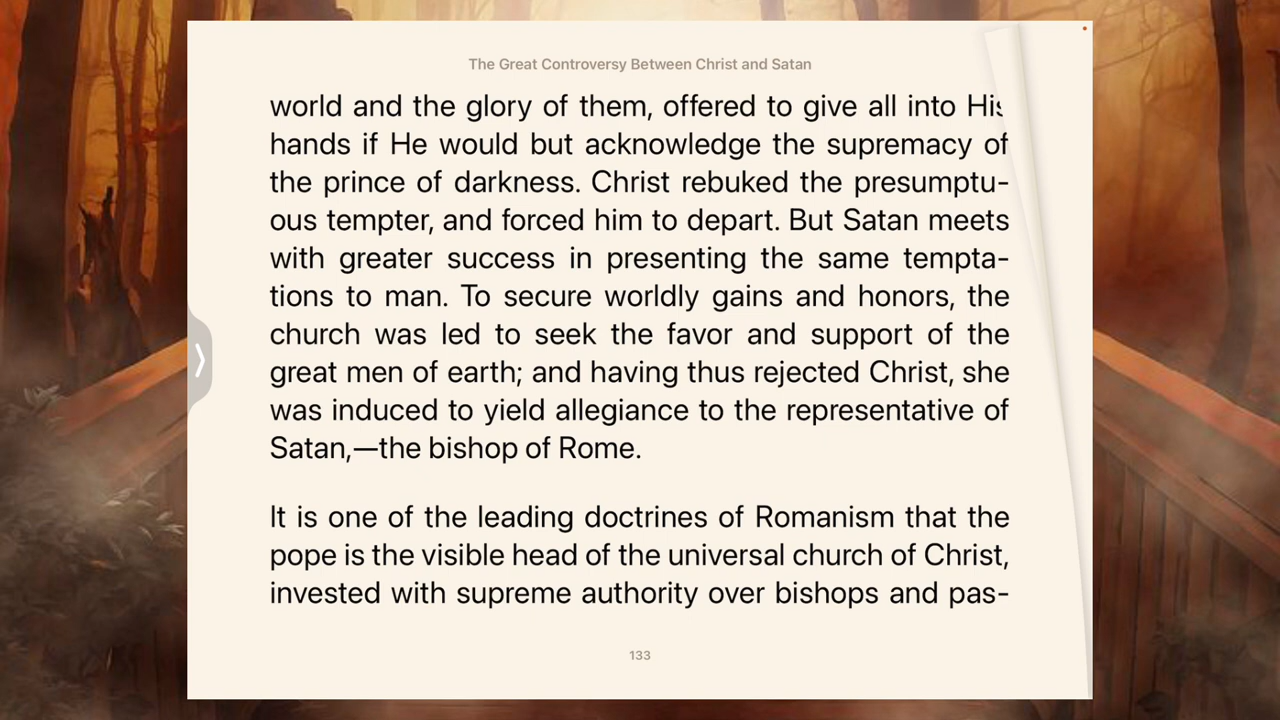 The Great Controversy Between Christ and Satan
world and the glory of them, offered to give all into His
hands if He would but acknowledge the supremacy of
the prince of darkness. Christ rebuked the presumptu-
ous tempter, and forced him to depart. But Satan meets
with greater success in presenting the same tempta-
tions to man. To secure worldly gains and honors, the
church was led to seek the favor and support of the
great men of earth; and having thus rejected Christ, she
was induced to yield allegiance to the representative of
Satan,—the bishop of Rome.
It is one of the leading doctrines of Romanism that the
pope is the visible head of the universal church of Christ,
invested with supreme authority over bishops and pas-
133